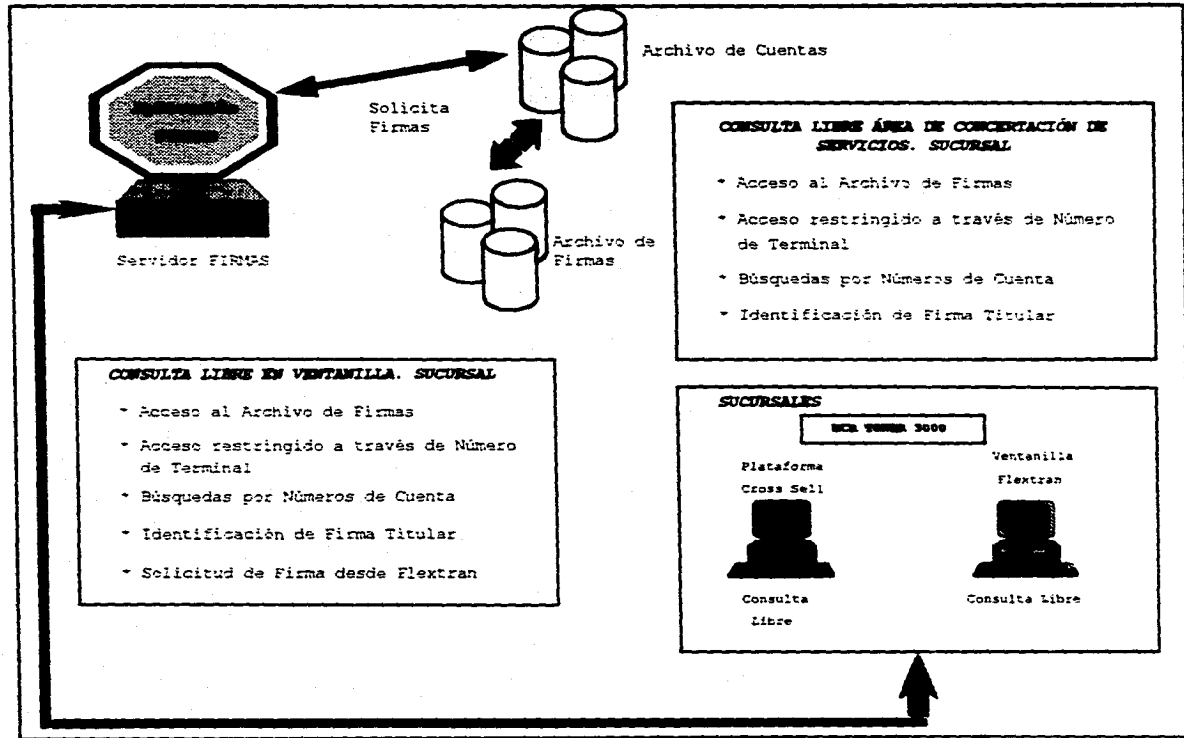 Archivo de Cuentas
Solicita
Firmas
Archivo de
Firmas
Servidor FIRMAS
CONSULTA LIBRE ÁREA DE CONCERTACIÓN DE
SERVICIOS. SUCURSAL
* Acceso al Archivo de Firmas
* Acceso restringido a través de Número
de Terminal
* Búsquedas por Números de Cuenta
* Identificación de Firma Titular
CONSULTA LIBRE EN VENTANILLA. SUCURSAL
* Acceso al Archivo de Firmas
* Acceso restringido a través de Número
de Terminal
* Búsquedas por Números de Cuenta
* Identificación de Firma Titular
* Solicitud de Firma desde Flextran
SUCURSALES
TOWER 3000
Plataforma
Cross Sell
Ventanilla
Flextran
Consulta
Libre
Consulta Libre